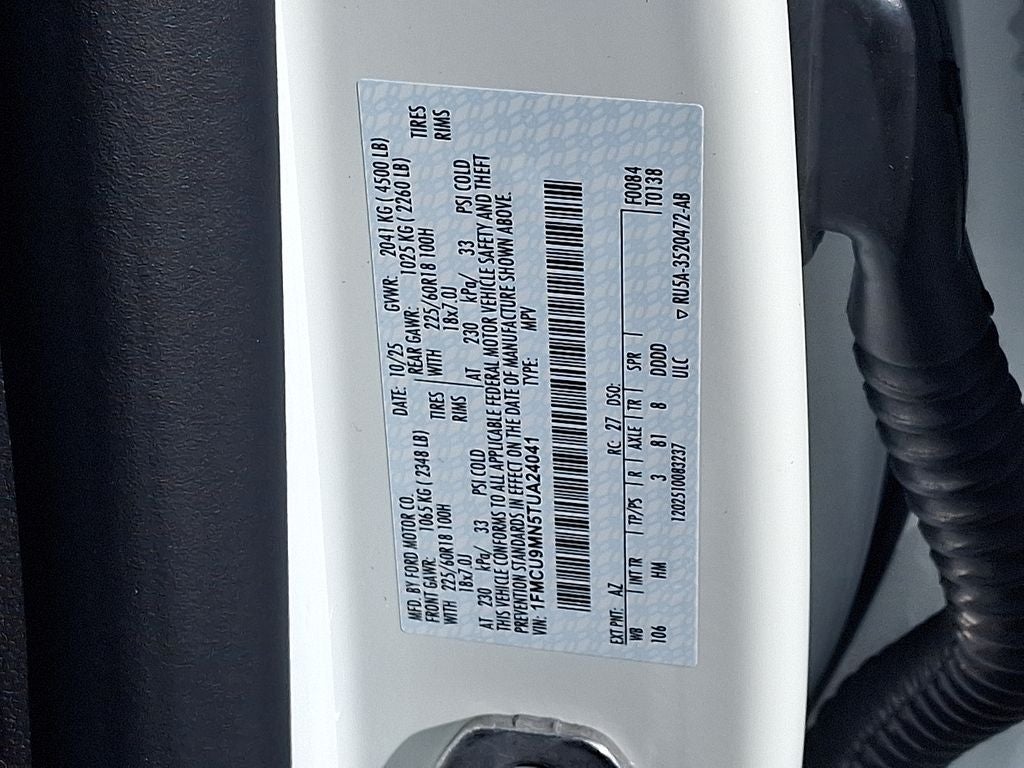 MFD. BY FORD MOTOR CO. DATE: 10/25 GVWR: 2041 KG ( 4500 LB)
FRONT GAWR: 1065 KG ( 2348 LB) REAR GAWR: 1025 KG ( 2260 LB)
WITH 225/60R18 100H TIRES WITH 225/60R18 100H TIRES
18x7.0J RIMS 18x7.0J RIMS
AT 230 kPa/ 33 PSI COLD AT 230 kPa/ 33 PSI COLD
THIS VEHICLE CONFORMS TO ALL APPLICABLE FEDERAL MOTOR VEHICLE SAFETY AND THEFT
PREVENTION STANDARDS IN EFFECT ON THE DATE OF MANUFACTURE SHOWN ABOVE.
VIN: 1FMCU9MN5TUA24041 TYPE: MPV
EXT PNT: AZ RC: 27 DSO: F0084
WB INT TR TP/PS R AXLE TR SPR T0138
106 HM 3 81 8 DDDD
120251008323​7 ULC ▽ RU5A-3520472-AB